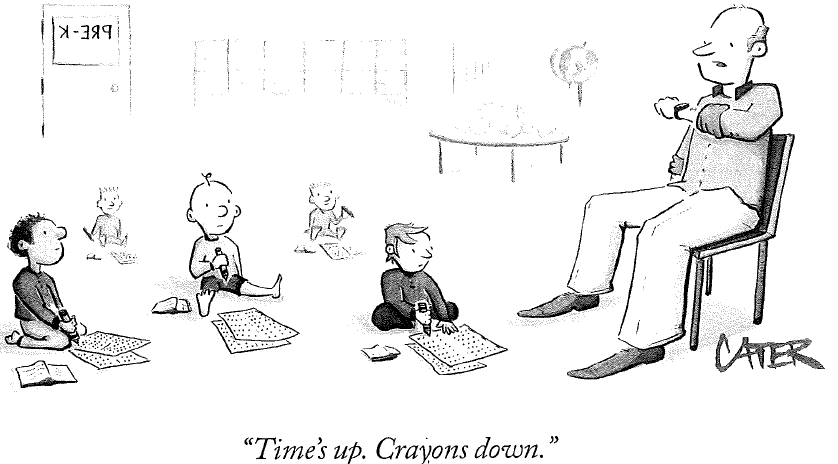 PRE-K
CATER
“Time’s up. Crayons down.”